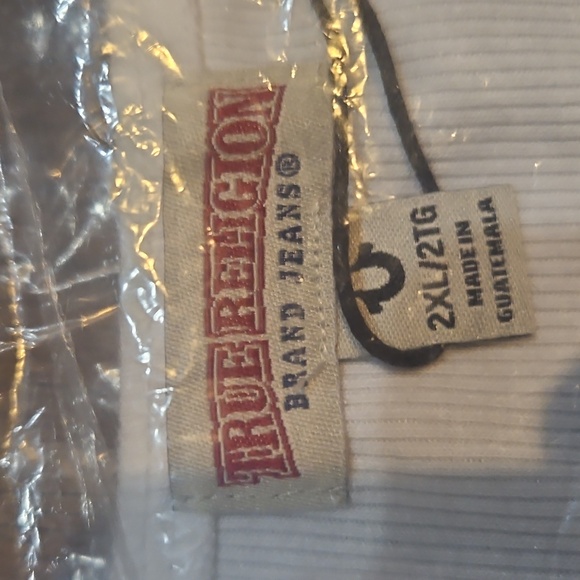 TRUE RELIGION
BRAND JEANS®
2XL/2TG
MADE IN
GUATEMALA